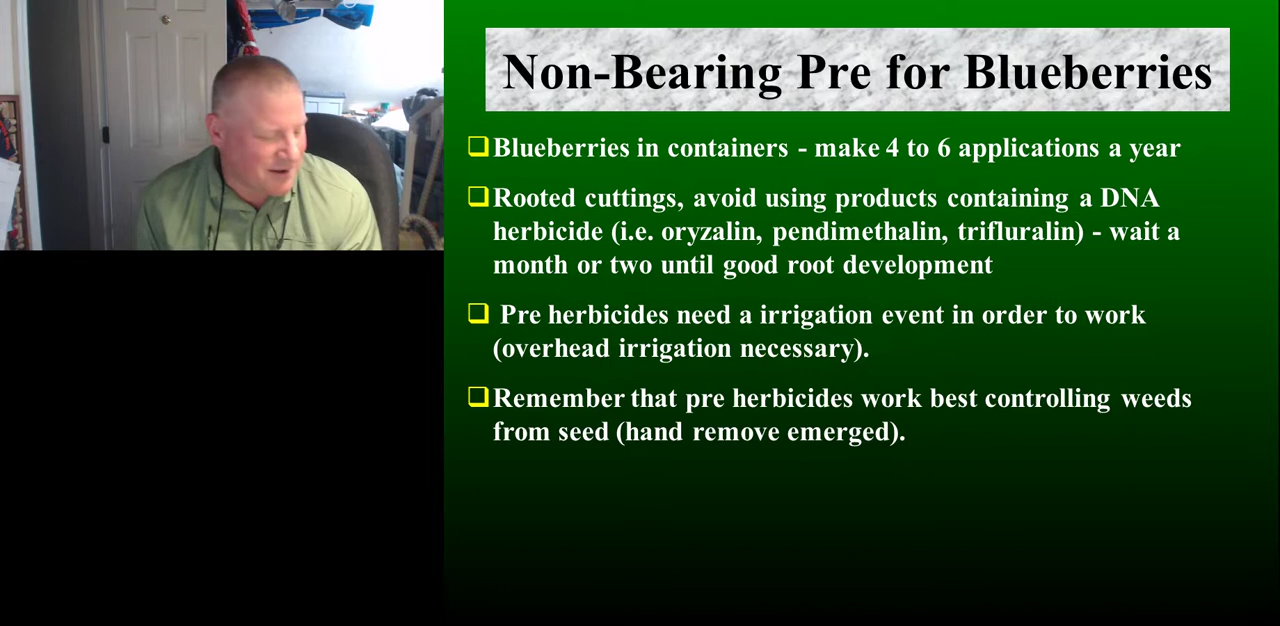 Non-Bearing Pre for Blueberries
Blueberries in containers - make 4 to 6 applications a year
Rooted cuttings, avoid using products containing a DNA
herbicide (i.e. oryzalin, pendimethalin, trifluralin) - wait a
month or two until good root development
Pre herbicides need a irrigation event in order to work
(overhead irrigation necessary).
Remember that pre herbicides work best controlling weeds
from seed (hand remove emerged).